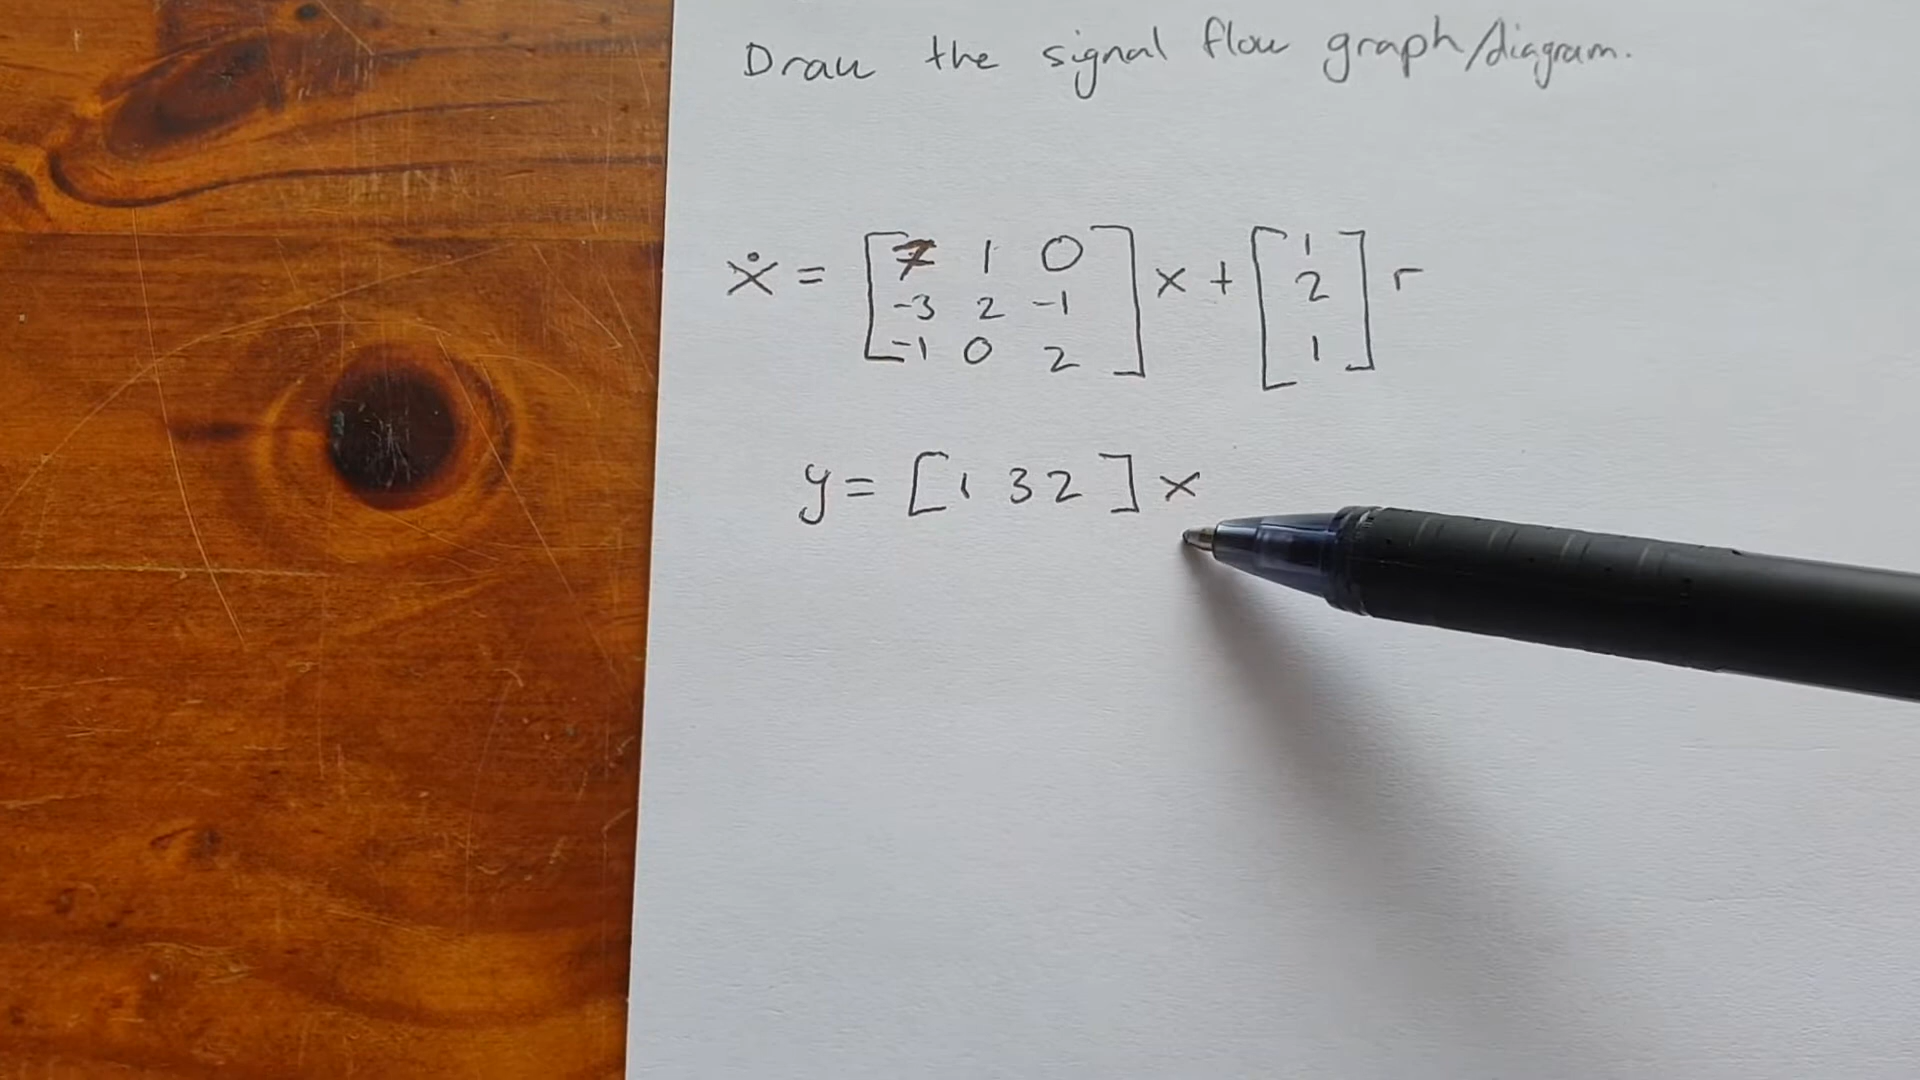 Draw the signal flow graph/diagram.
ẋ = [7 1 0; -3 2 -1; -1 0 2] x + [1; 2; 1] r
y = [1 3 2] x